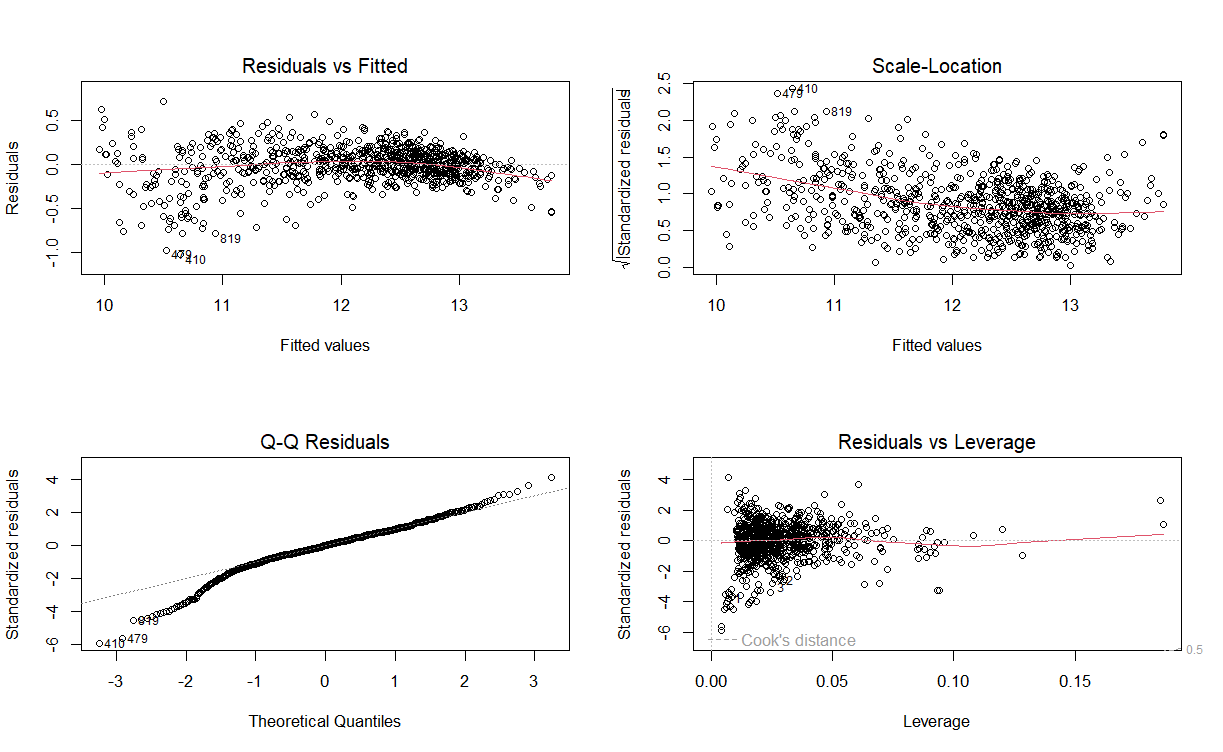 Residuals vs Fitted
Residuals
0.5
0.0
-0.5
-1.0
819
479
410
10 11 12 13
Fitted values
Scale-Location
√|Standardized residuals|
2.5
2.0
1.5
1.0
0.5
0.0
410
479
819
10 11 12 13
Fitted values
Q-Q Residuals
Standardized residuals
4
2
0
-2
-4
-6
819
479
410
-3 -2 -1 0 1 2 3
Theoretical Quantiles
Residuals vs Leverage
Standardized residuals
4
2
0
-2
-4
-6
2
3
1
Cook's distance
0.5
0.00 0.05 0.10 0.15
Leverage